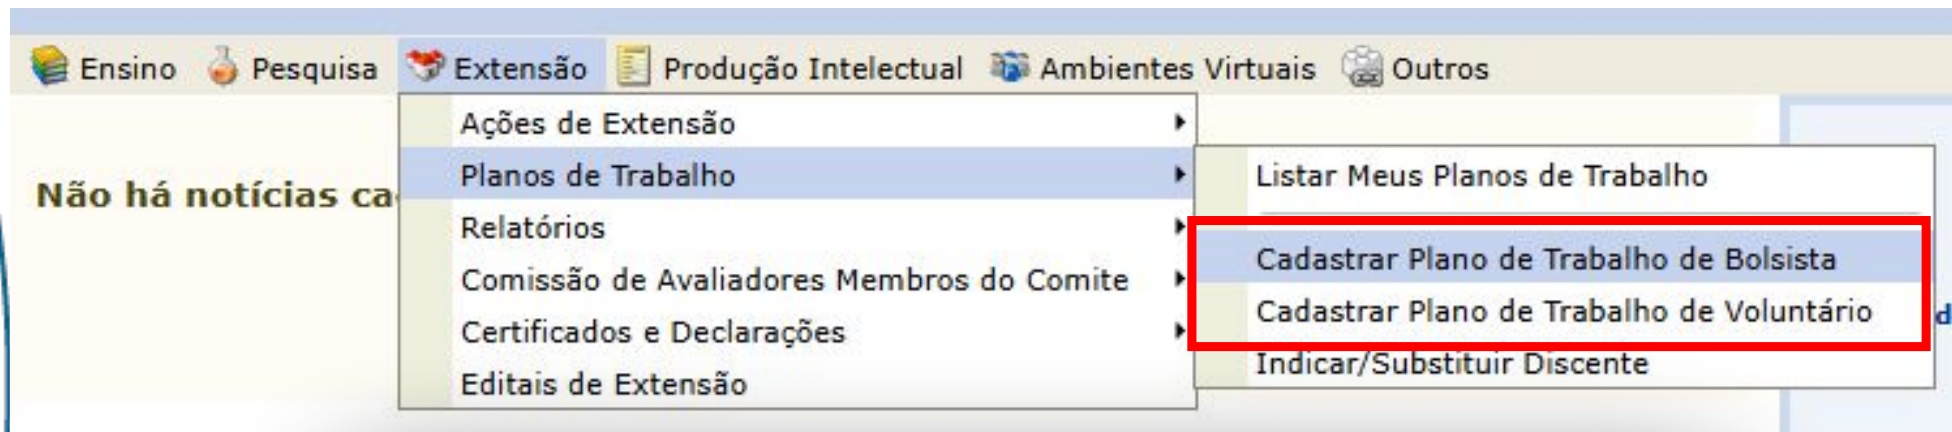 Ensino Pesquisa Extensão Produção Intelectual Ambientes Virtuais Outros
Não há notícias ca
Ações de Extensão
Planos de Trabalho
Relatórios
Comissão de Avaliadores Membros do Comite
Certificados e Declarações
Editais de Extensão
Listar Meus Planos de Trabalho
Cadastrar Plano de Trabalho de Bolsista
Cadastrar Plano de Trabalho de Voluntário
Indicar/Substituir Discente
d